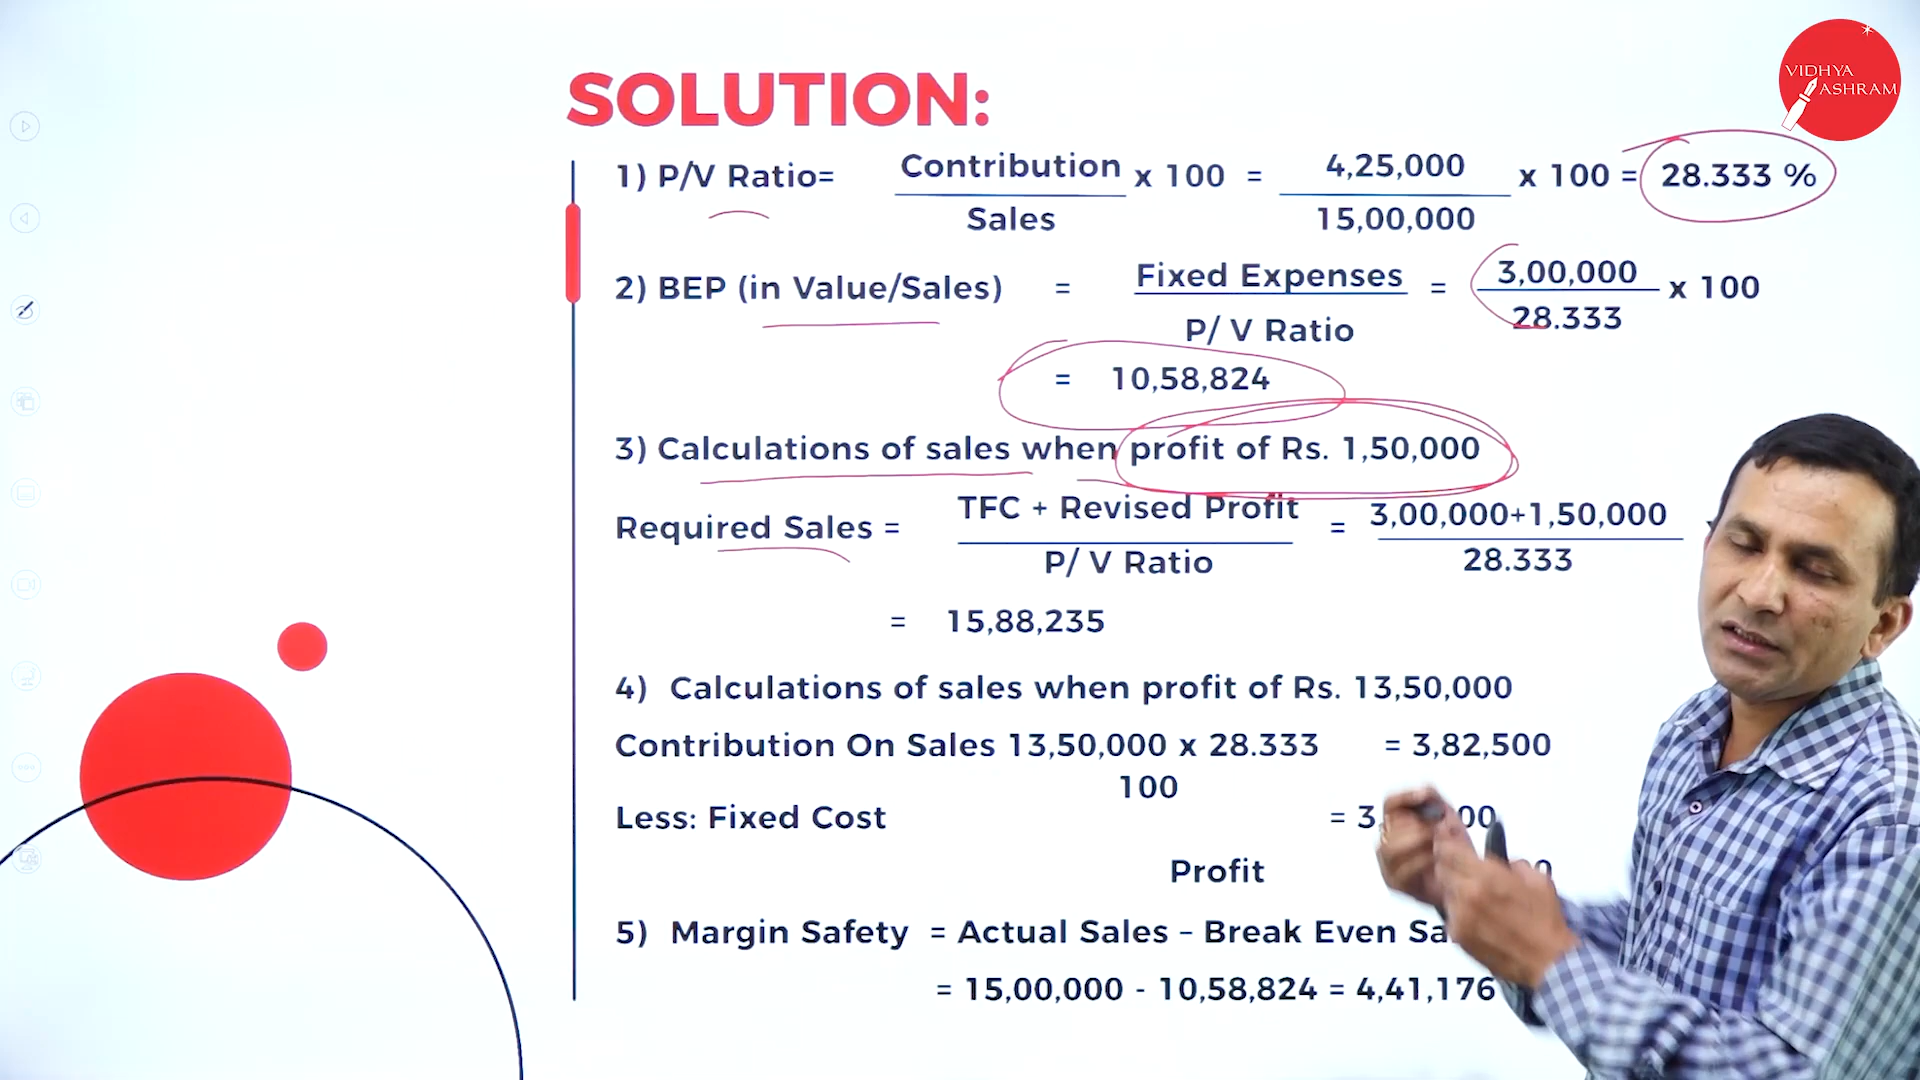 VIDHYA
ASHRAM
SOLUTION:
1) P/V Ratio= Contribution / Sales x 100 = 4,25,000 / 15,00,000 x 100 = 28.333 %
2) BEP (in Value/Sales) = Fixed Expenses / P/ V Ratio = 3,00,000 / 28.333 x 100
= 10,58,824
3) Calculations of sales when profit of Rs. 1,50,000
Required Sales = TFC + Revised Profit / P/ V Ratio = 3,00,000+1,50,000 / 28.333
= 15,88,235
4) Calculations of sales when profit of Rs. 13,50,000
Contribution On Sales 13,50,000 x 28.333 = 3,82,500
100
Less: Fixed Cost =
Profit
5) Margin Safety = Actual Sales – Break Even
= 15,00,000 - 10,58,824 = 4,41,176